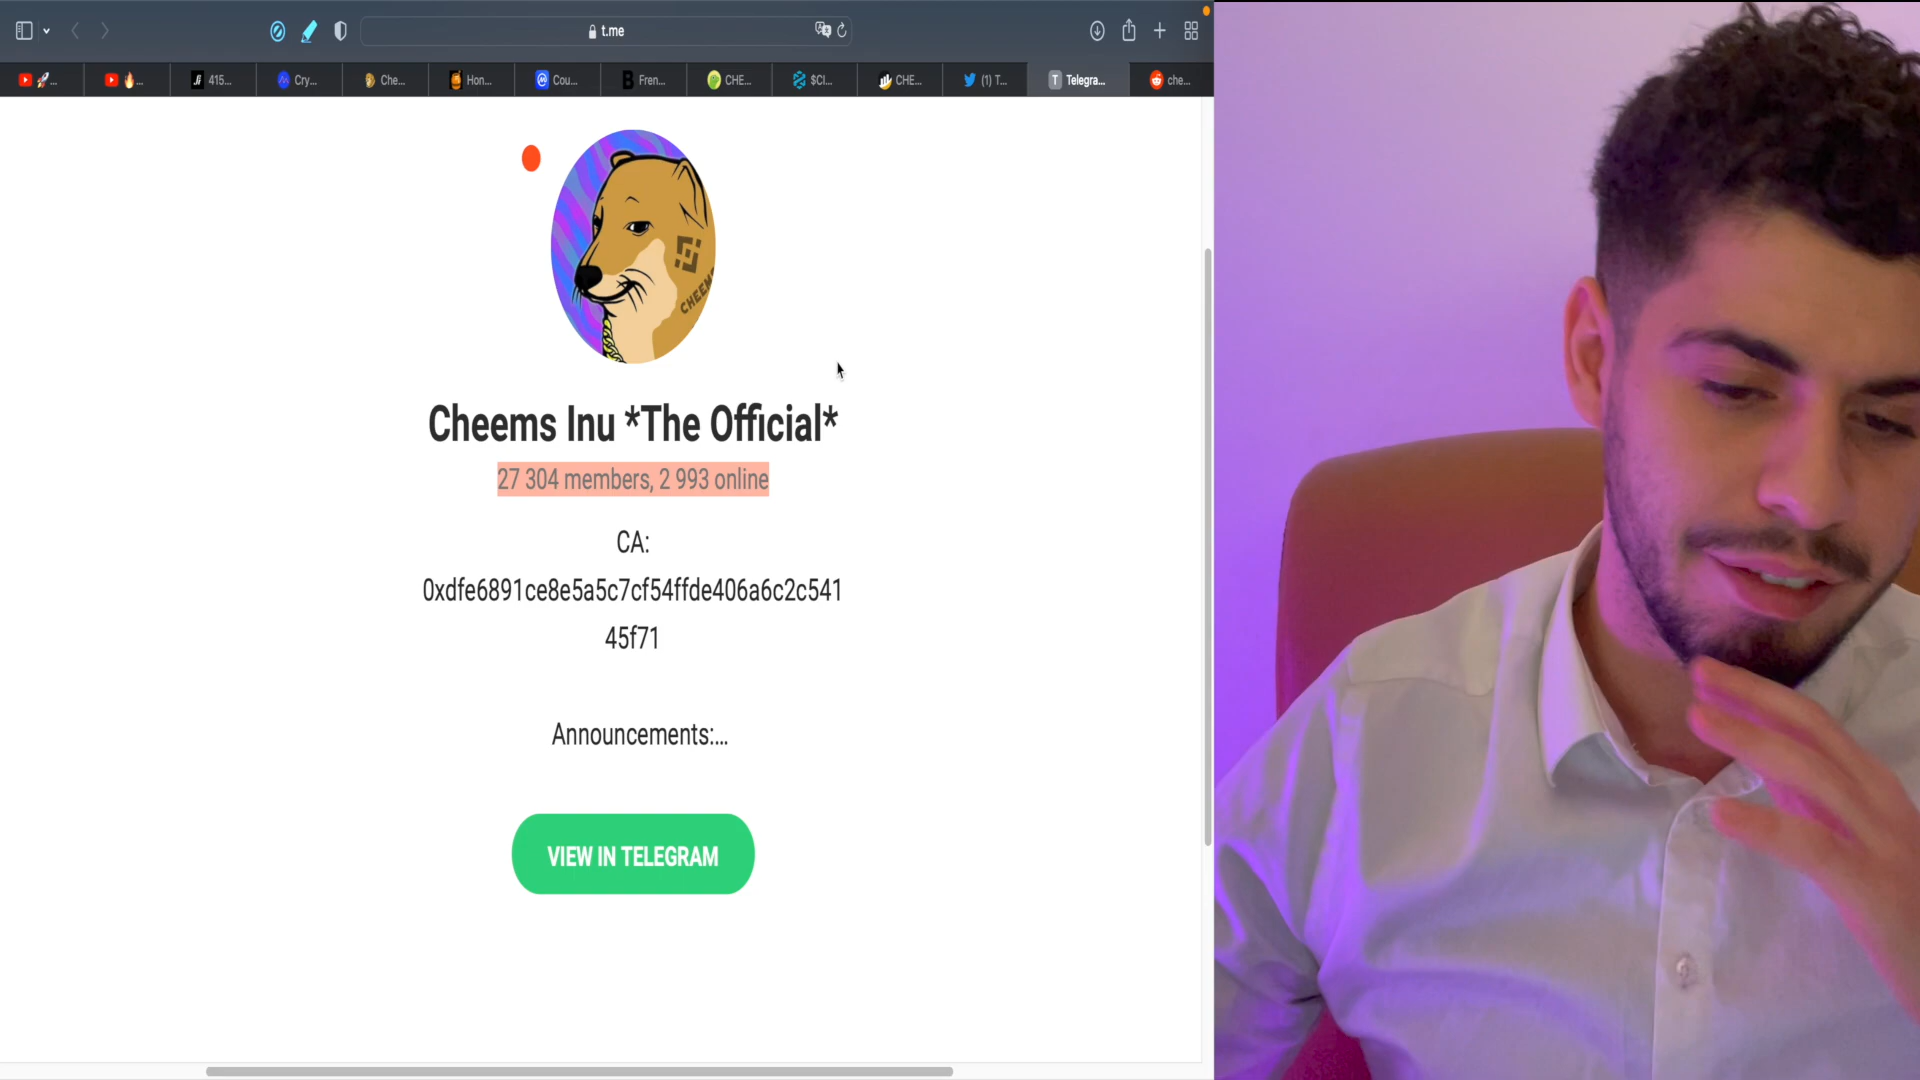 t.me
🚀...
🔥...
415...
Cry...
Che...
Hon...
Cou...
Fren...
CHE...
$CI...
CHE...
(1) T...
T Telegra...
che...
CHEEM
Cheems Inu *The Official*
27 304 members, 2 993 online
CA:
0xdfe6891ce8e5a5c7cf54ffde406a6c2c541
45f71
Announcements:...
VIEW IN TELEGRAM